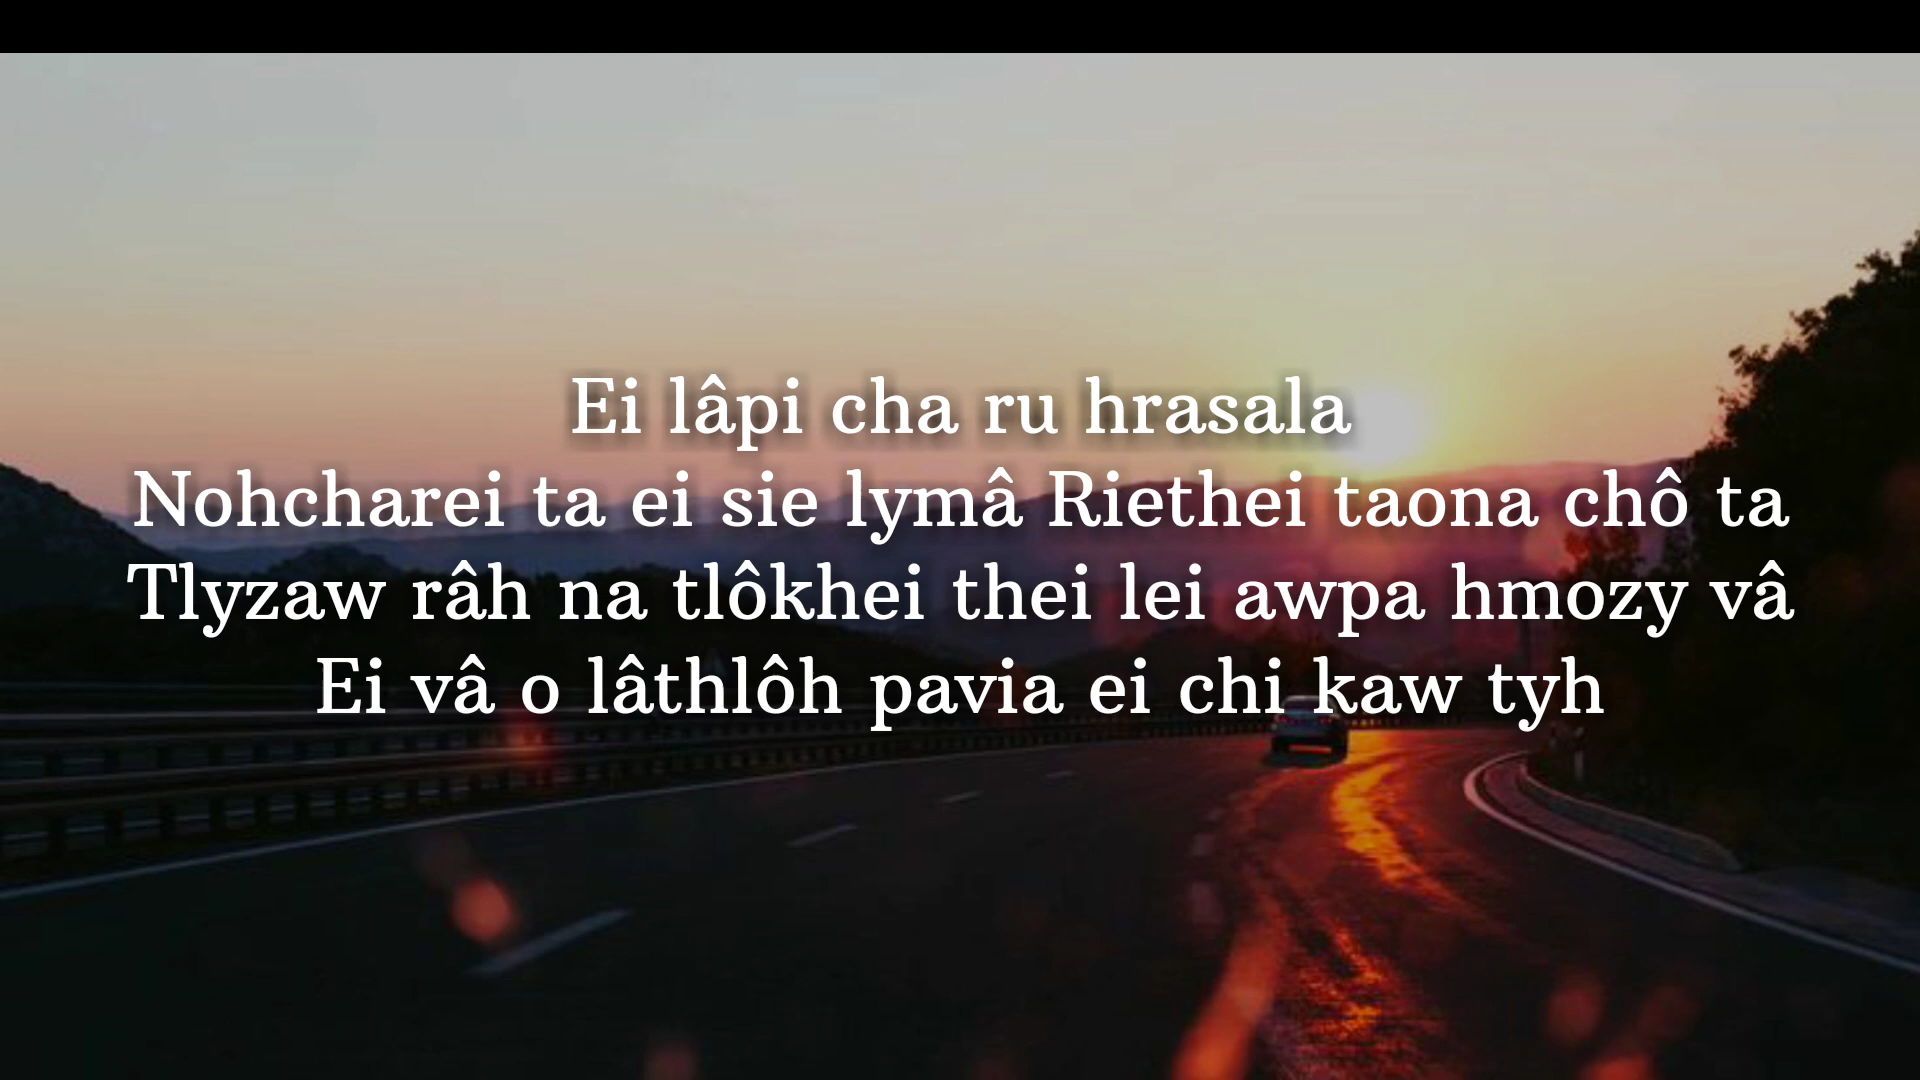 Ei lâpi cha ru hrasala
Nohcharei ta ei sie lymâ Riethei taona chô ta
Tlyzaw râh na tlôkhei thei lei awpa hmozy vâ
Ei vâ o lâthlôh pavia ei chi kaw tyh